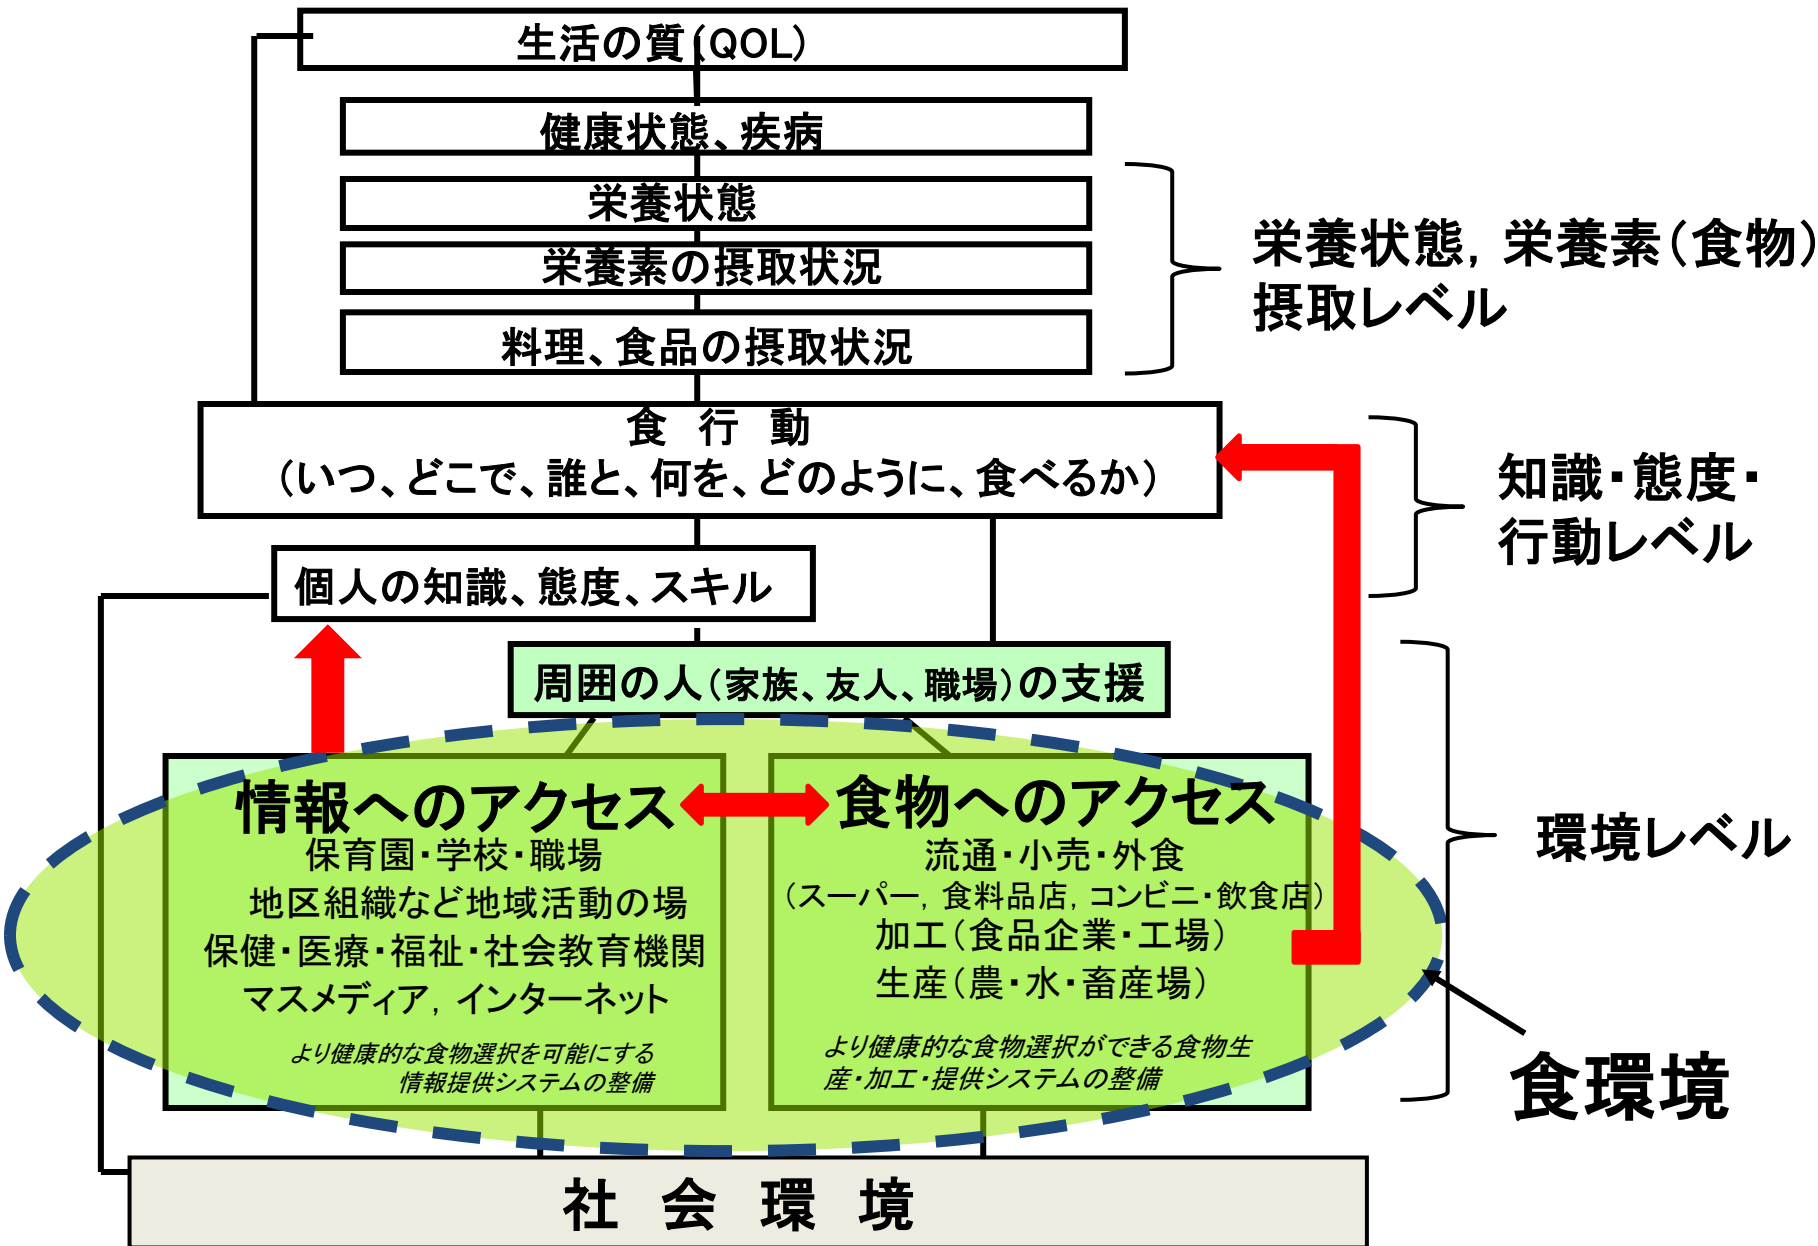 生活の質（QOL）
健康状態、疾病
栄養状態
栄養素の摂取状況
料理、食品の摂取状況
栄養状態，栄養素（食物）
摂取レベル
食　行　動
（いつ、どこで、誰と、何を、どのように、食べるか）
知識・態度・
行動レベル
個人の知識、態度、スキル
周囲の人（家族、友人、職場）の支援
情報へのアクセス
保育園・学校・職場
地区組織など地域活動の場
保健・医療・福祉・社会教育機関
マスメディア，インターネット
より健康的な食物選択を可能にする
情報提供システムの整備
食物へのアクセス
流通・小売・外食
（スーパー，食料品店，コンビニ・飲食店）
加工（食品企業・工場）
生産（農・水・畜産場）
より健康的な食物選択ができる食物生
産・加工・提供システムの整備
環境レベル
食環境
社　会　環　境